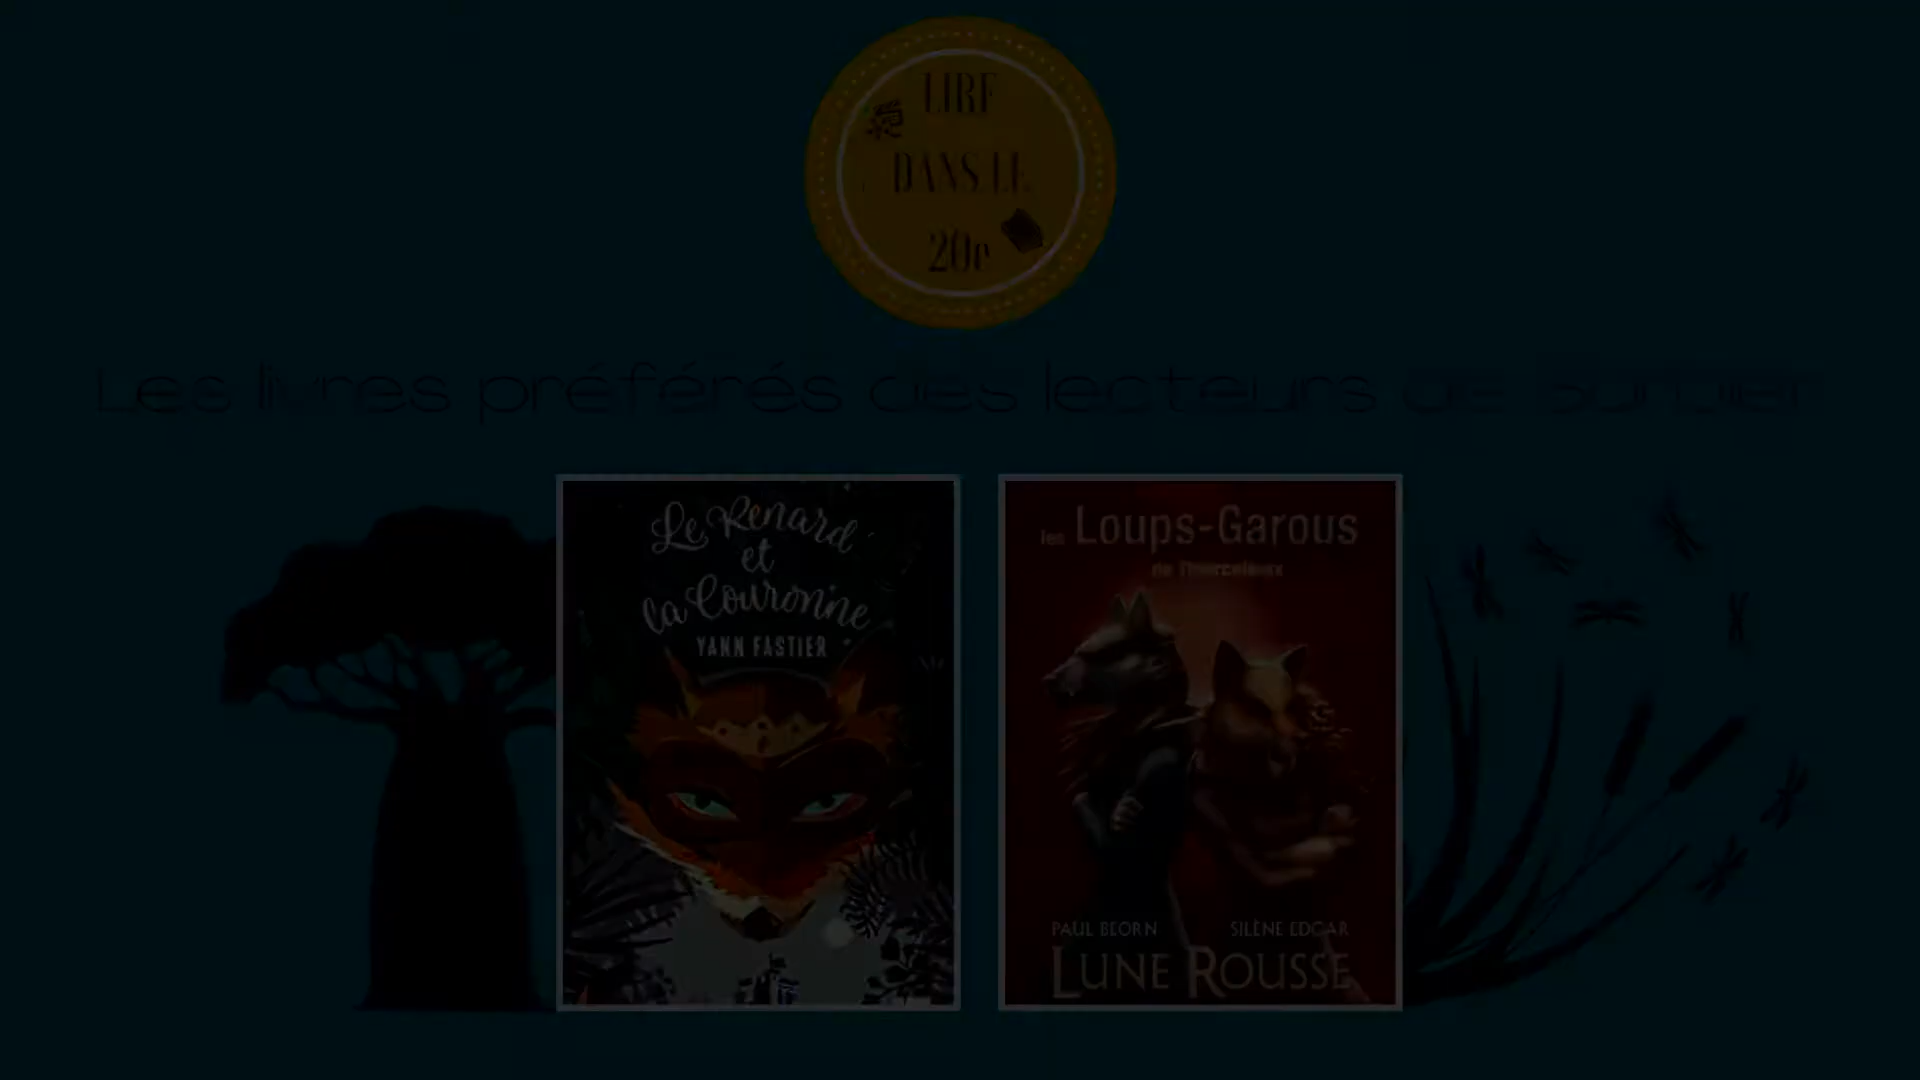 LIRE
DANS LE
20e
Les livres préférés des lecteurs de Sorbier
Le Renard
et
la Couronne
YANN FASTIER
les Loups-Garous
de Thiercelieux
PAUL BEORN SILÈNE EDGAR
LUNE ROUSSE